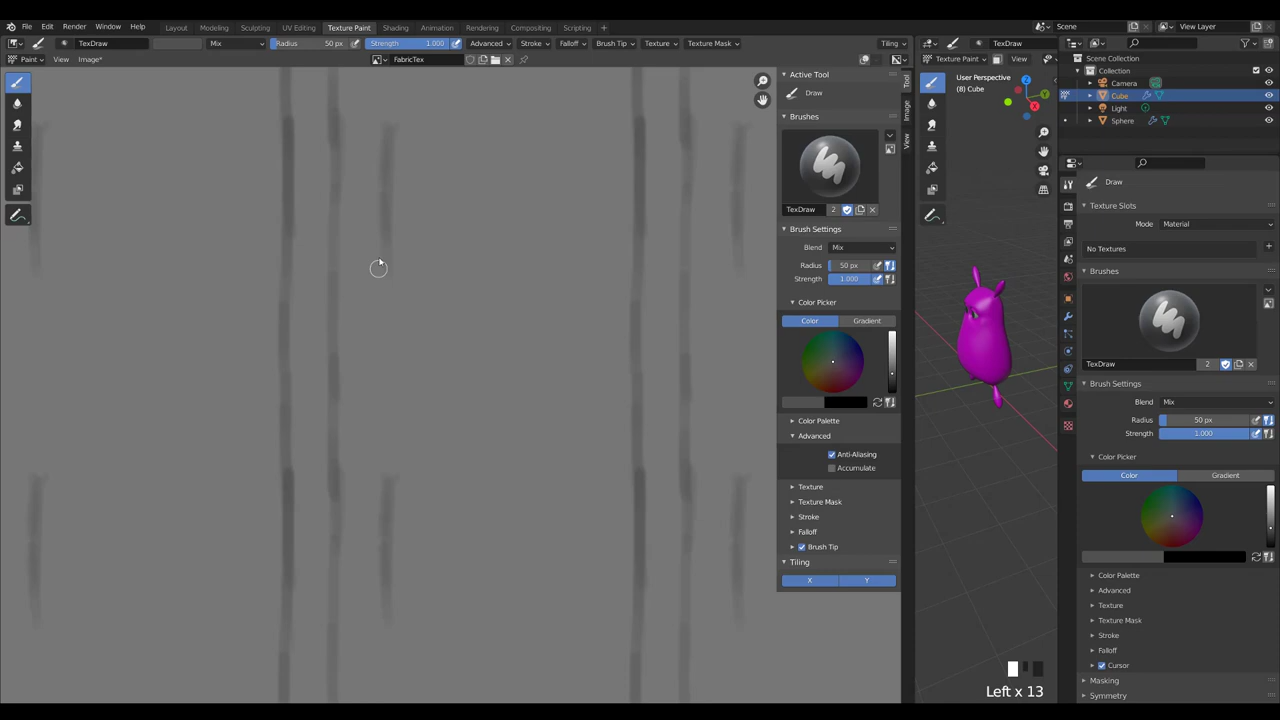 File Edit Render Window Help Layout Modeling Sculpting UV Editing Texture Paint Shading Animation Rendering Compositing Scripting + Scene View Layer
TexDraw Mix Radius 50 px Strength 1.000 Advanced Stroke Falloff Brush Tip Texture Texture Mask Tiling TexDraw
Paint View Image* FabricTex Texture Paint View
Scene Collection
Collection
Camera
Cube
Light
Sphere
User Perspective
(8) Cube
Active Tool
Draw
Brushes
TexDraw 2
Brush Settings
Blend Mix
Radius 50 px
Strength 1.000
Color Picker
Color Gradient
Color Palette
Advanced
Anti-Aliasing
Accumulate
Texture
Texture Mask
Stroke
Falloff
Brush Tip
Tiling
X Y
Tool
Image
View
Draw
Texture Slots
Mode Material
No Textures
Brushes
TexDraw 2
Brush Settings
Blend Mix
Radius 50 px
Strength 1.000
Color Picker
Color Gradient
Color Palette
Advanced
Texture
Texture Mask
Stroke
Falloff
Cursor
Masking
Symmetry
Left x 13